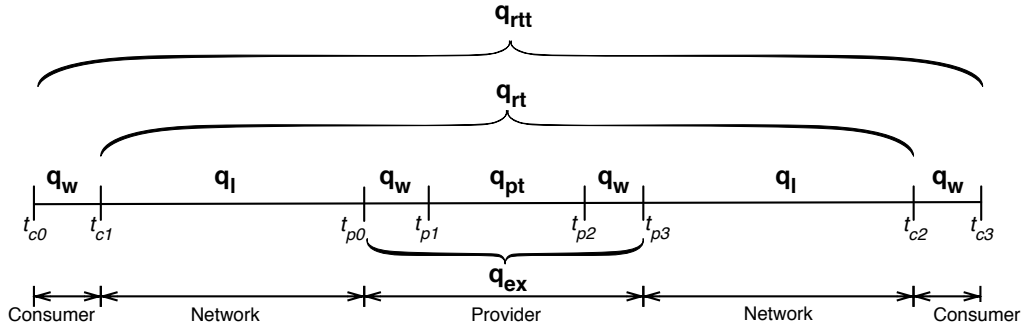 q_rtt
q_rt
q_w q_l q_w q_pt q_w q_l q_w
t_c0 t_c1 t_p0 t_p1 t_p2 t_p3 t_c2 t_c3
q_ex
Consumer Network Provider Network Consumer